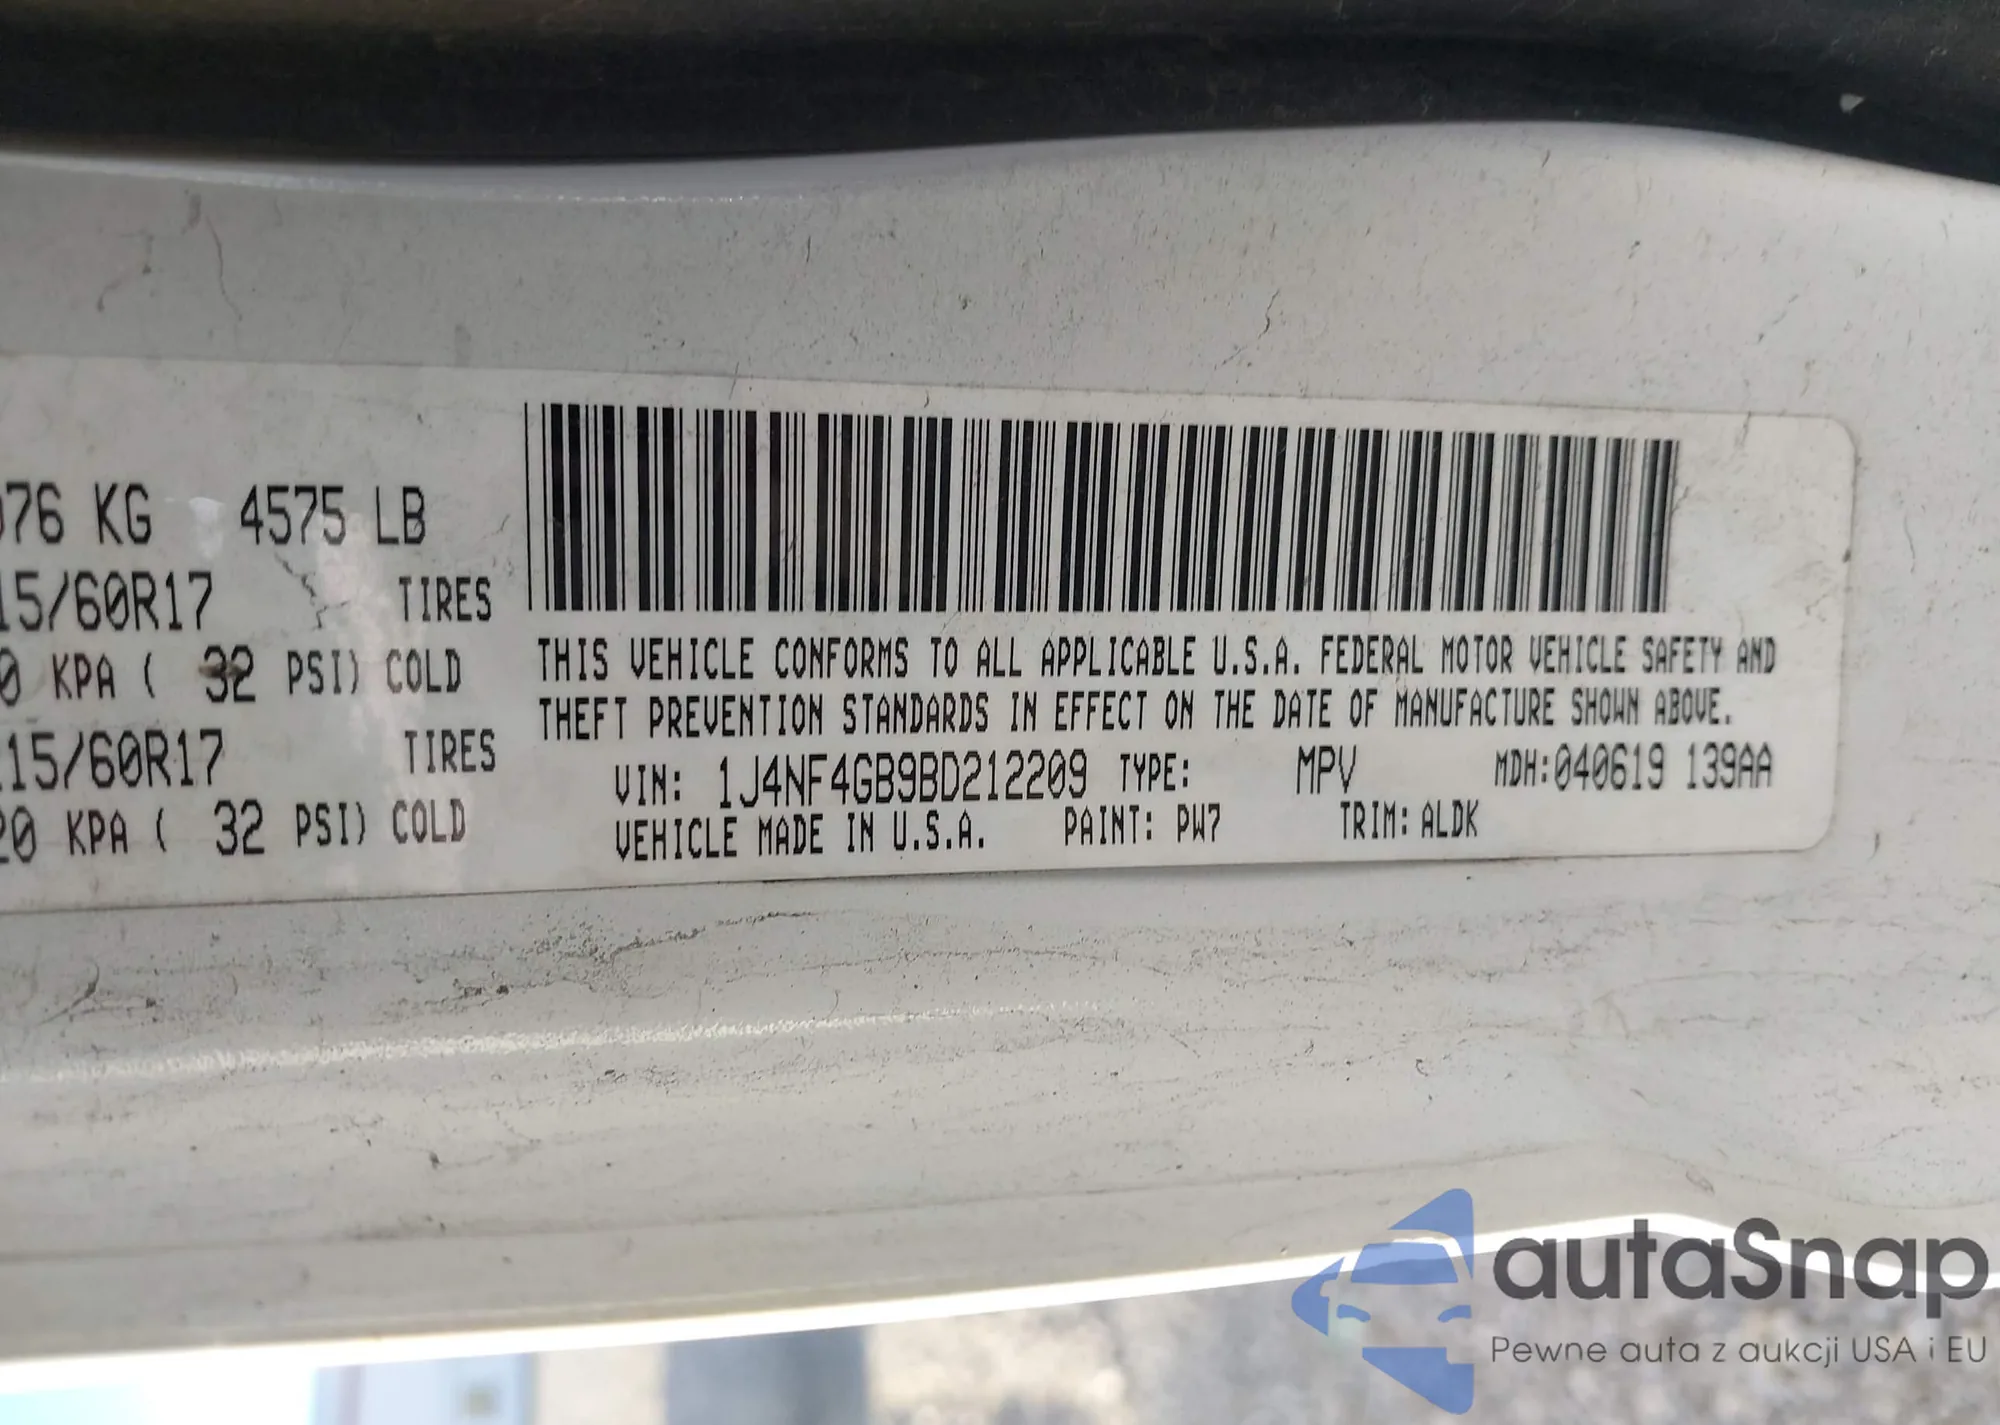 076 KG 4575 LB
15/60R17 TIRES
0 KPA ( 32 PSI) COLD
15/60R17 TIRES
20 KPA ( 32 PSI) COLD
THIS VEHICLE CONFORMS TO ALL APPLICABLE U.S.A. FEDERAL MOTOR VEHICLE SAFETY AND
THEFT PREVENTION STANDARDS IN EFFECT ON THE DATE OF MANUFACTURE SHOWN ABOVE.
VIN: 1J4NF4GB9BD212209 TYPE: MPV MDH:040619 139AA
VEHICLE MADE IN U.S.A. PAINT: PW7 TRIM: ALDK
autaSnap
Pewne auta z aukcji USA i EU